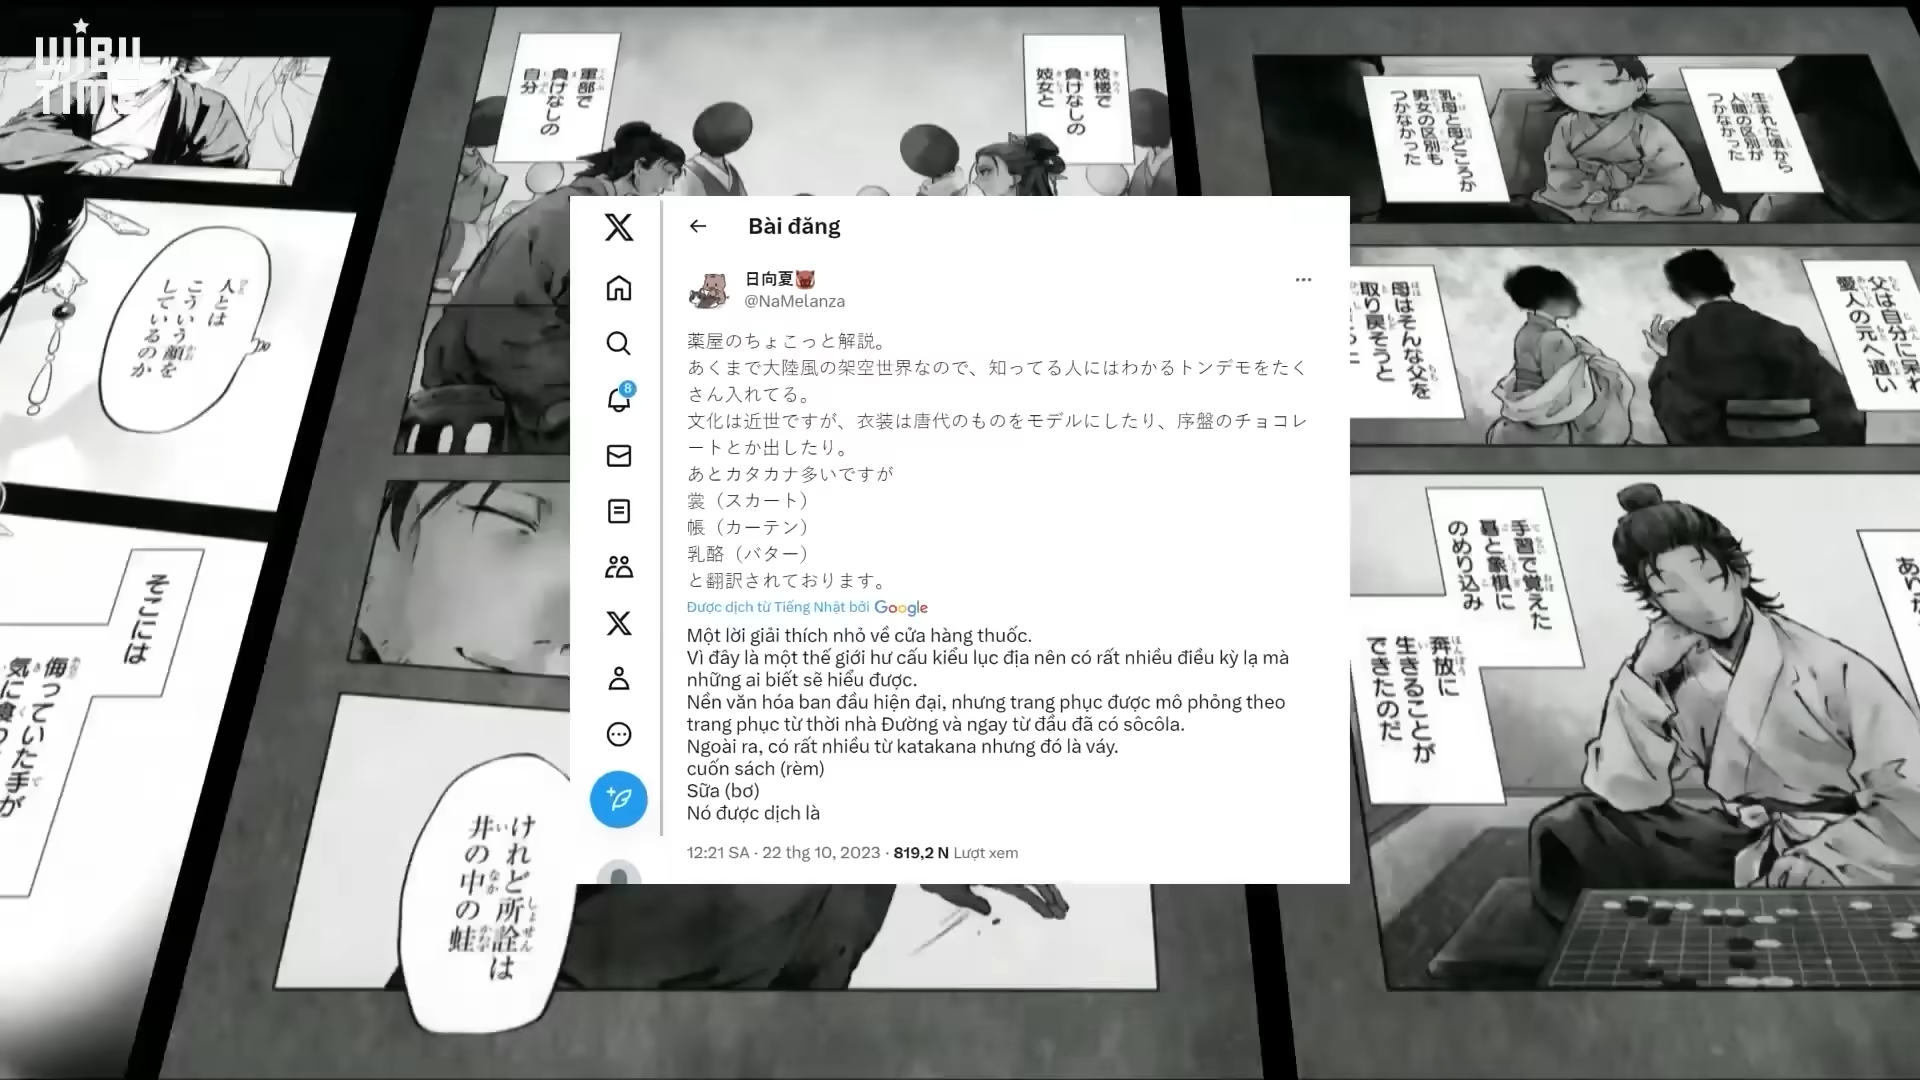 WIBU
TIME
軍部で
負けなしの
自分
妓楼で
負けなしの
妓女と
生まれた頃から
人間の区別が
つかなかった
乳母と母どころか
男女の区別も
つかなかった
人とは
こういう顔を
しているのか
父は自分に呆れ
愛人の元へ通い
母はそんな父を
取り戻そうと
そこには
侮っていた手が
手習で覚えた
碁と象棋に
のめり込み
奔放に
生きることが
できたのだ
けれど所詮は
井の中の蛙
Bài đăng
日向夏
@NaMelanza
8
薬屋のちょこっと解説。
あくまで大陸風の架空世界なので、知ってる人にはわかるトンデモをたく
さん入れてる。
文化は近世ですが、衣装は唐代のものをモデルにしたり、序盤のチョコレ
ートとか出したり。
あとカタカナ多いですが
裳（スカート）
帳（カーテン）
乳酪（バター）
と翻訳されております。
Được dịch từ Tiếng Nhật bởi Google
Một lời giải thích nhỏ về cửa hàng thuốc.
Vì đây là một thế giới hư cấu kiểu lục địa nên có rất nhiều điều kỳ lạ mà
những ai biết sẽ hiểu được.
Nền văn hóa ban đầu hiện đại, nhưng trang phục được mô phỏng theo
trang phục từ thời nhà Đường và ngay từ đầu đã có sôcôla.
Ngoài ra, có rất nhiều từ katakana nhưng đó là váy.
cuốn sách (rèm)
Sữa (bơ)
Nó được dịch là
12:21 SA · 22 thg 10, 2023 · 819,2 N Lượt xem